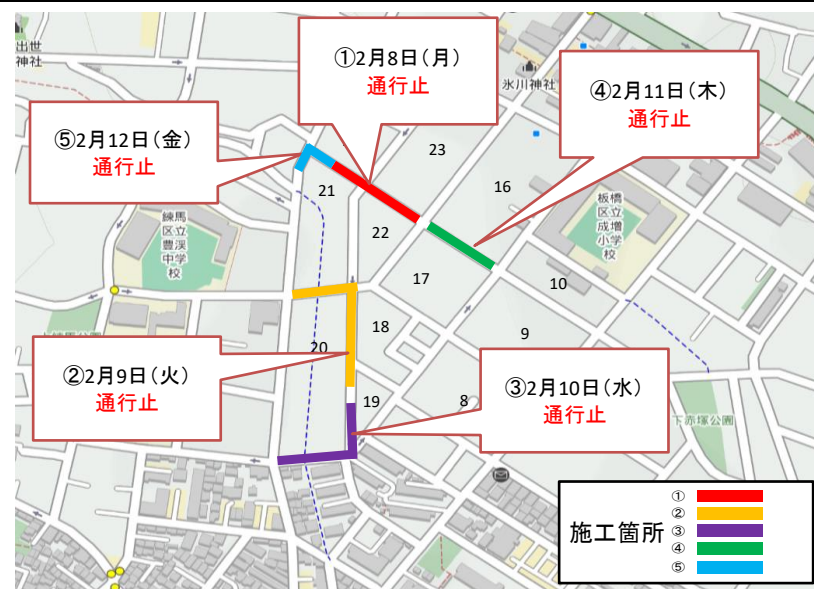 出世
神社
①2月8日(月)
通行止
氷川神社
④2月11日(木)
通行止
⑤2月12日(金)
通行止
23
16
21
板橋
区立
成増
小学
校
練馬
区立
豊渓
中学
校
22
17
10
18
9
20
②2月9日(火)
通行止
③2月10日(水)
通行止
19
8
下赤塚公園
施工箇所
①
②
③
④
⑤